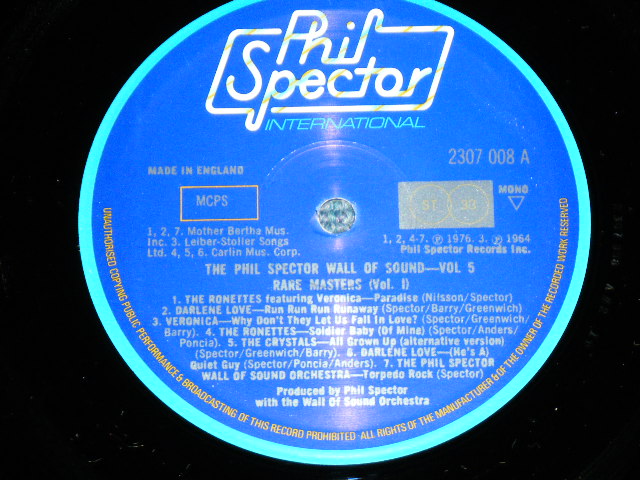 Phil
Spector
INTERNATIONAL
2307 008 A
MADE IN ENGLAND
MCPS
ST 33
MONO
1, 2, 7. Mother Bertha Mus.
Inc. 3. Leiber-Stoller Songs
Ltd. 4, 5, 6. Carlin Mus. Corp.
1, 2, 4-7. ℗ 1976. 3. ℗ 1964
Phil Spector Records Inc.
THE PHIL SPECTOR WALL OF SOUND—VOL 5
RARE MASTERS (Vol. I)
1. THE RONETTES featuring Veronica—Paradise (Nilsson/Spector)
2. DARLENE LOVE—Run Run Run Runaway (Spector/Barry/Greenwich)
3. VERONICA—Why Don't They Let Us Fall In Love? (Spector/Greenwich/
Barry). 4. THE RONETTES—Soldier Baby (Of Mine) (Spector/Anders/
Poncia). 5. THE CRYSTALS—All Grown Up (alternative version)
(Spector/Greenwich/Barry). 6. DARLENE LOVE—(He's A)
Quiet Guy (Spector/Poncia/Anders). 7. THE PHIL SPECTOR
WALL OF SOUND ORCHESTRA—Torpedo Rock (Spector)
Produced by Phil Spector
with the Wall Of Sound Orchestra
UNAUTHORISED COPYING PUBLIC PERFORMANCE & BROADCASTING OF THIS RECORD PROHIBITED · ALL RIGHTS OF THE MANUFACTURER & OF THE OWNER OF THE RECORDED WORK RESERVED